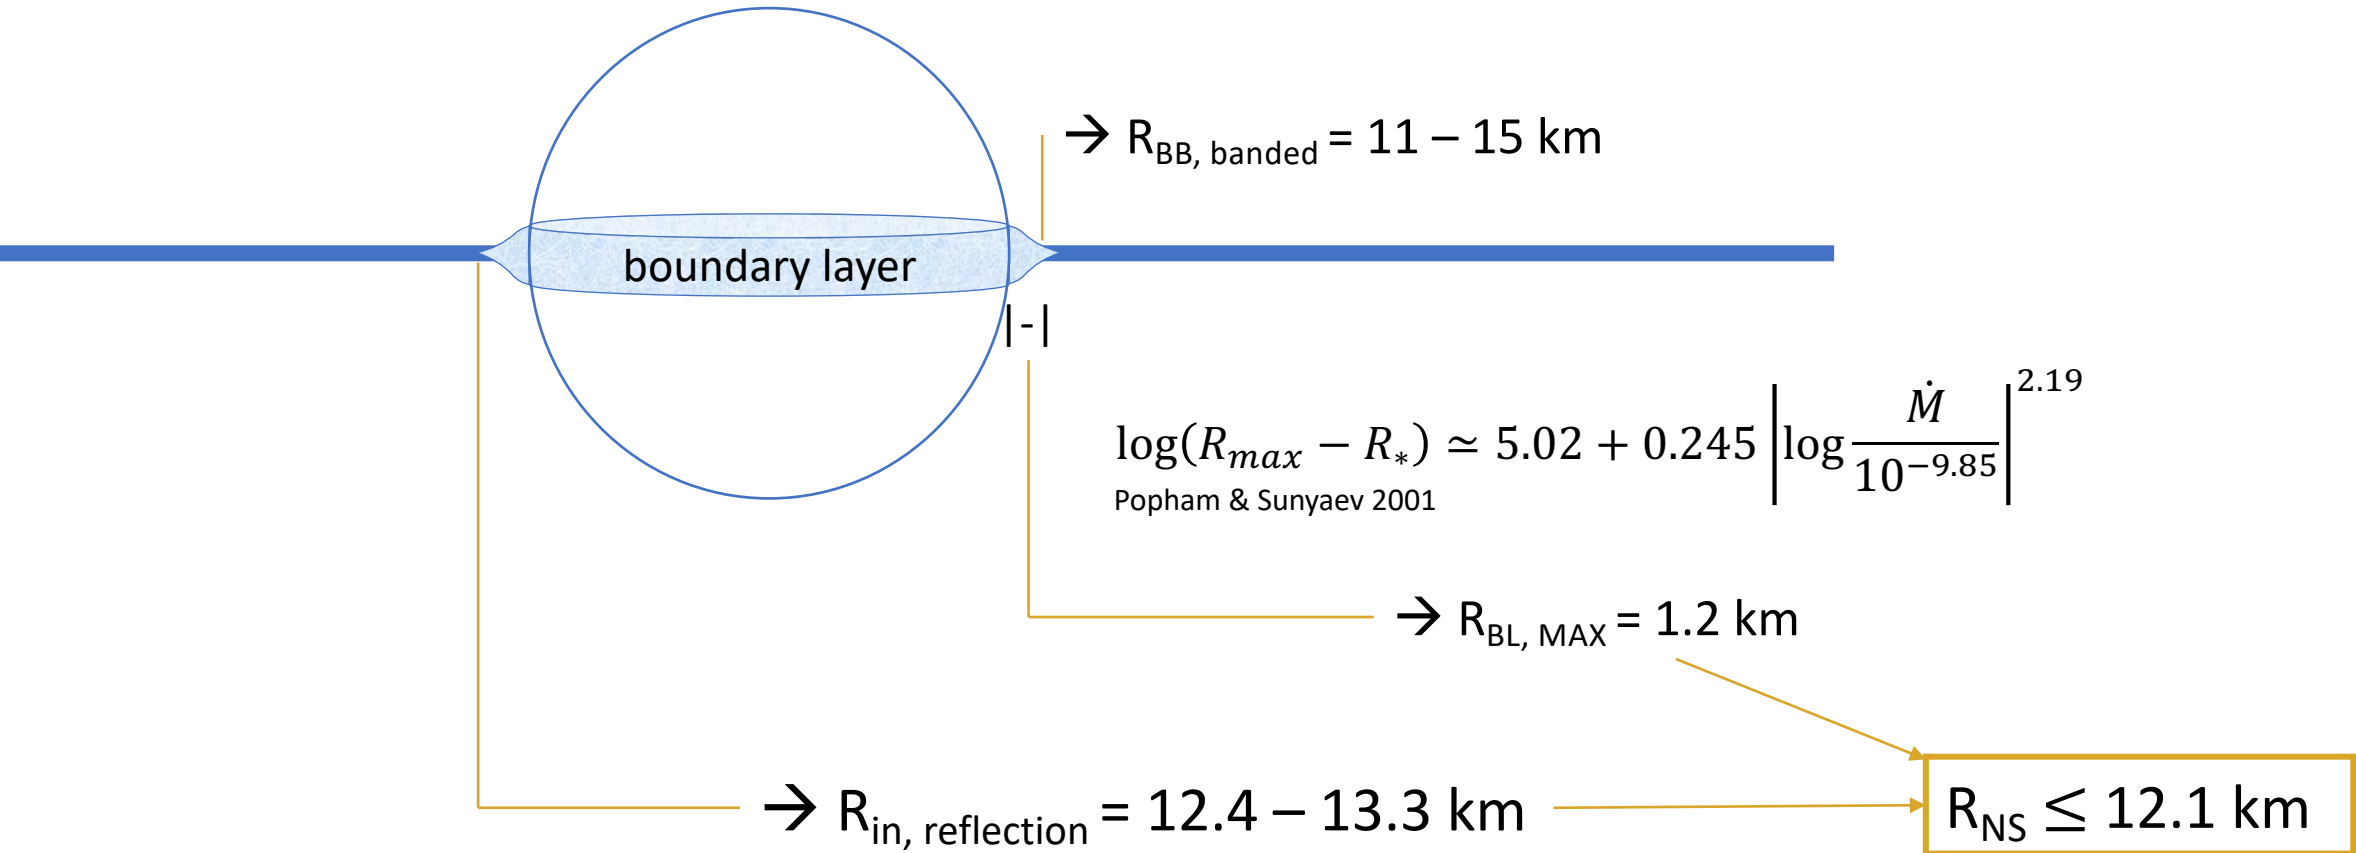 → R_BB, banded = 11 – 15 km
boundary layer
|-|
log(R_max − R_*) ≃ 5.02 + 0.245 |log Ṁ/10^−9.85|^2.19
Popham & Sunyaev 2001
→ R_BL, MAX = 1.2 km
→ R_in, reflection = 12.4 – 13.3 km
R_NS ≤ 12.1 km